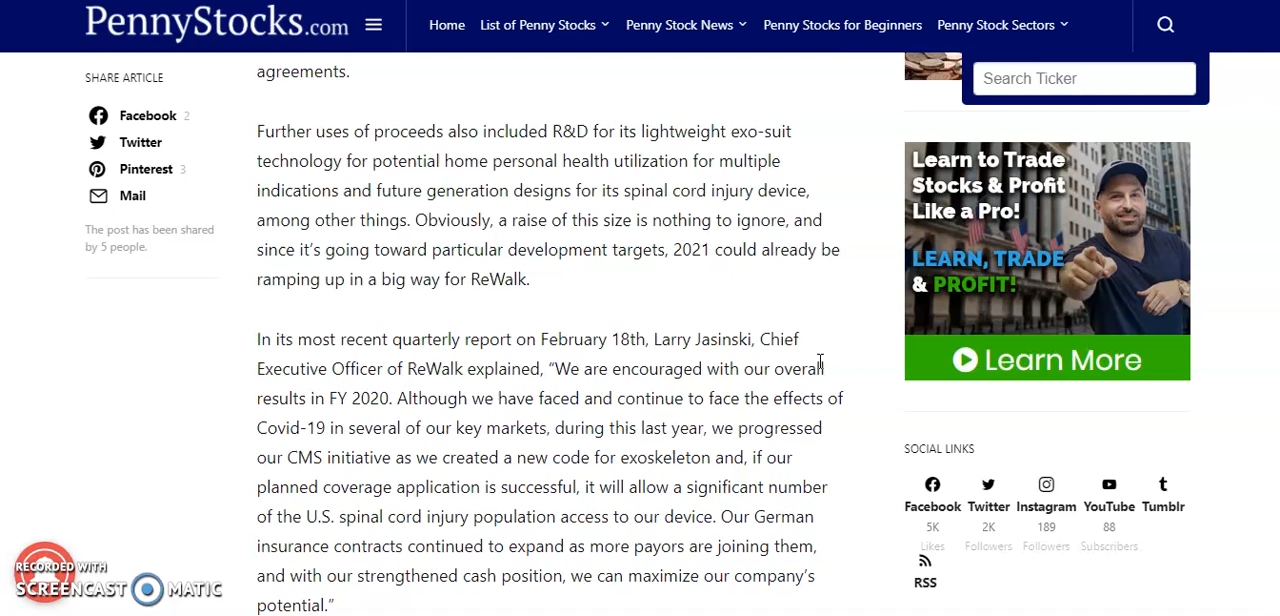 PennyStocks.com
Home
List of Penny Stocks
Penny Stock News
Penny Stocks for Beginners
Penny Stock Sectors
SHARE ARTICLE
Facebook 2
Twitter
Pinterest 3
Mail
The post has been shared
by 5 people.
agreements.
Further uses of proceeds also included R&D for its lightweight exo-suit
technology for potential home personal health utilization for multiple
indications and future generation designs for its spinal cord injury device,
among other things. Obviously, a raise of this size is nothing to ignore, and
since it's going toward particular development targets, 2021 could already be
ramping up in a big way for ReWalk.
In its most recent quarterly report on February 18th, Larry Jasinski, Chief
Executive Officer of ReWalk explained, “We are encouraged with our overall
results in FY 2020. Although we have faced and continue to face the effects of
Covid-19 in several of our key markets, during this last year, we progressed
our CMS initiative as we created a new code for exoskeleton and, if our
planned coverage application is successful, it will allow a significant number
of the U.S. spinal cord injury population access to our device. Our German
insurance contracts continued to expand as more payors are joining them,
and with our strengthened cash position, we can maximize our company's
potential.”
Search Ticker
Learn to Trade
Stocks & Profit
Like a Pro!
LEARN, TRADE
& PROFIT!
Learn More
SOCIAL LINKS
Facebook
5K
Likes
Twitter
2K
Followers
Instagram
189
Followers
YouTube
88
Subscribers
Tumblr
RSS
RECORDED WITH
SCREENCAST MATIC